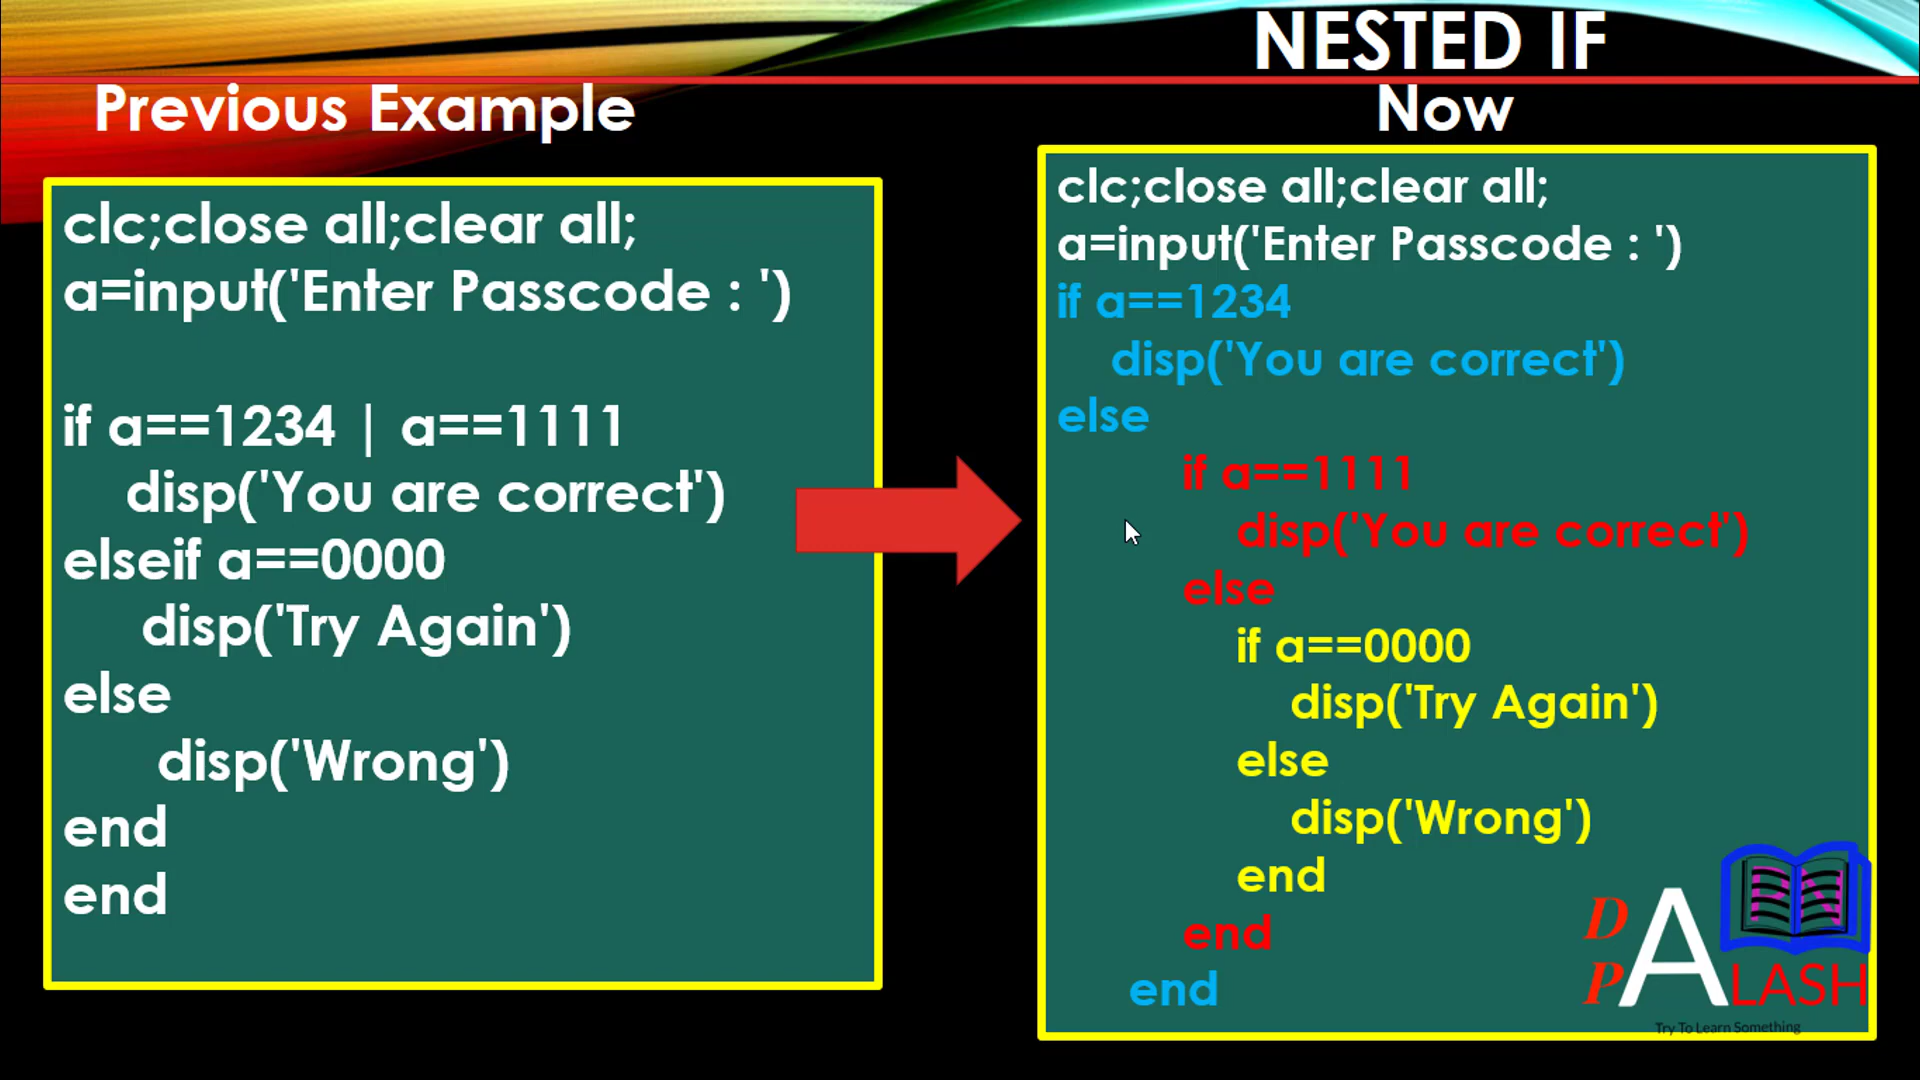 NESTED IF
Previous Example
Now
clc;close all;clear all;
a=input('Enter Passcode : ')
if a==1234 | a==1111
disp('You are correct')
elseif a==0000
disp('Try Again')
else
disp('Wrong')
end
end
clc;close all;clear all;
a=input('Enter Passcode : ')
if a==1234
disp('You are correct')
else
if a==1111
disp('You are correct')
else
if a==0000
disp('Try Again')
else
disp('Wrong')
end
end
end
D
P ALASH
Try To Learn Something